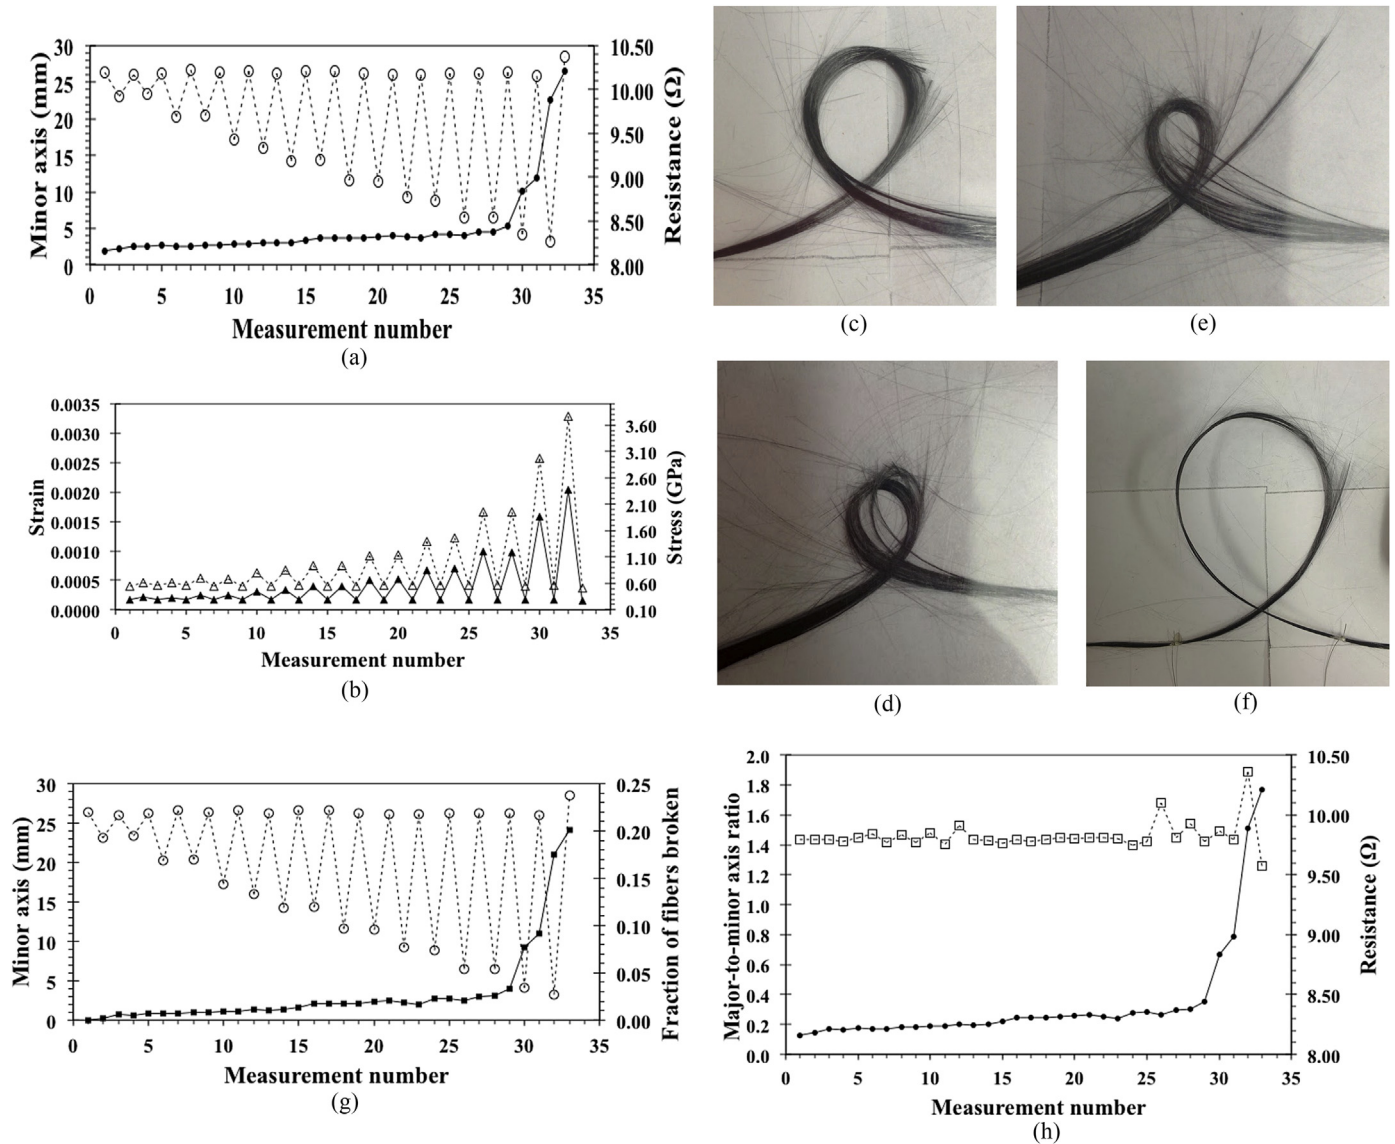 Minor axis (mm)
30
25
20
15
10
5
0
10.50
10.00
9.50
9.00
8.50
8.00
Resistance (Ω)
0 5 10 15 20 25 30 35
Measurement number
(a)
(c)
(e)
Strain
0.0035
0.0030
0.0025
0.0020
0.0015
0.0010
0.0005
0.0000
3.60
3.10
2.60
2.10
1.60
1.10
0.60
0.10
Stress (GPa)
0 5 10 15 20 25 30 35
Measurement number
(b)
(d)
(f)
Minor axis (mm)
30
25
20
15
10
5
0
0.25
0.20
0.15
0.10
0.05
0.00
Fraction of fibers broken
0 5 10 15 20 25 30 35
Measurement number
(g)
Major-to-minor axis ratio
2.0
1.8
1.6
1.4
1.2
1.0
0.8
0.6
0.4
0.2
0.0
10.50
10.00
9.50
9.00
8.50
8.00
Resistance (Ω)
0 5 10 15 20 25 30 35
Measurement number
(h)